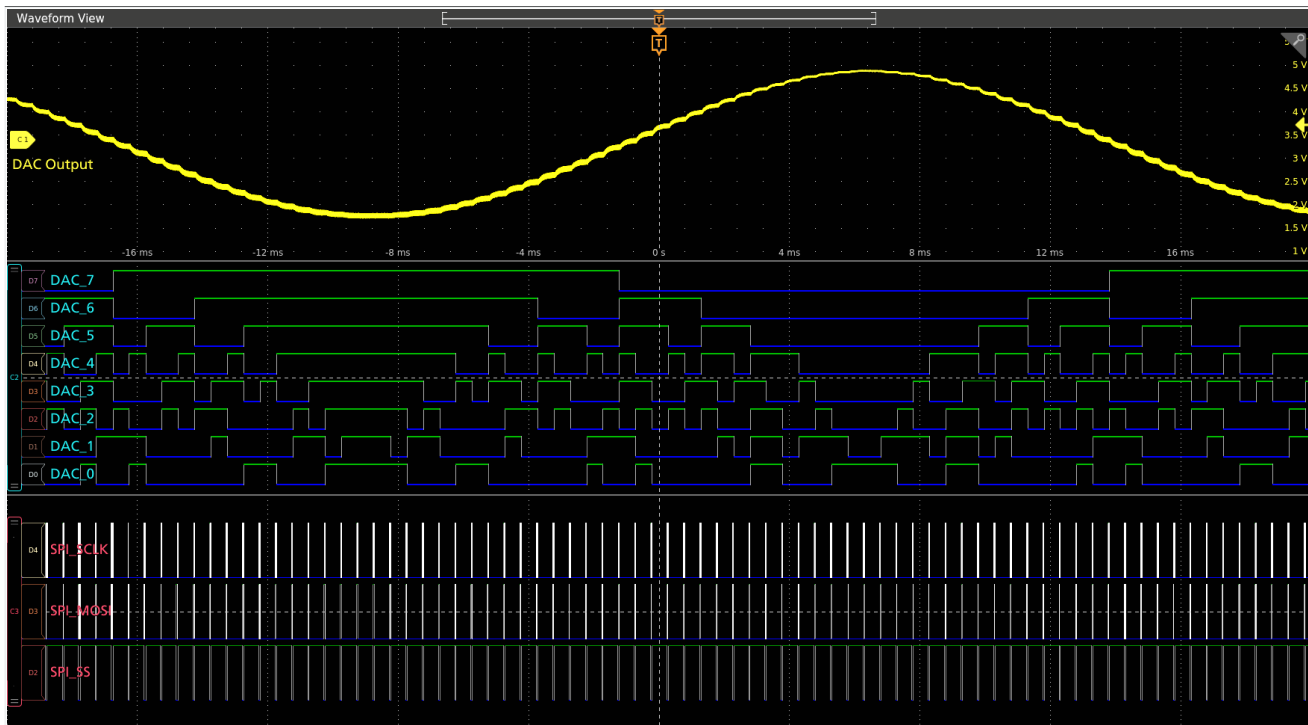 Waveform View
T
T
5 V
4.5 V
4 V
C 1
3.5 V
DAC Output
3 V
2.5 V
2 V
1.5 V
-16 ms -12 ms -8 ms -4 ms 0 s 4 ms 8 ms 12 ms 16 ms 1 V
D7 DAC_7
D6 DAC_6
D5 DAC_5
D4 DAC_4
C2
D3 DAC_3
D2 DAC_2
D1 DAC_1
D0 DAC_0
D4 SPI_SCLK
C3 D3 SPI_MOSI
D2 SPI_SS